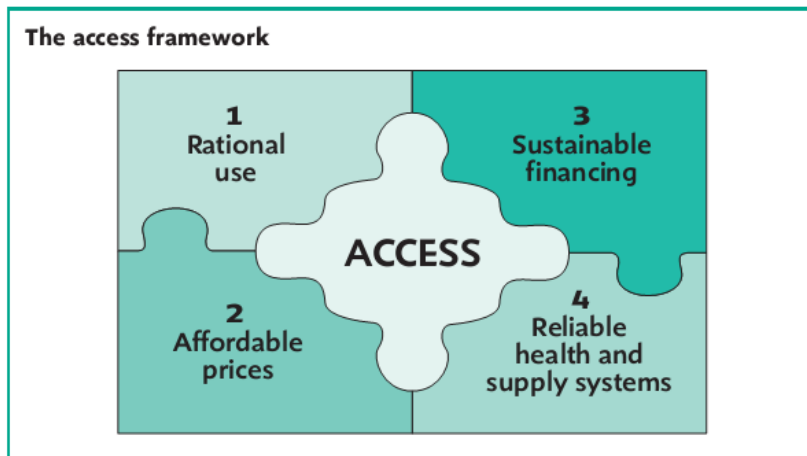 The access framework
1
Rational
use
3
Sustainable
financing
ACCESS
2
Affordable
prices
4
Reliable
health and
supply systems